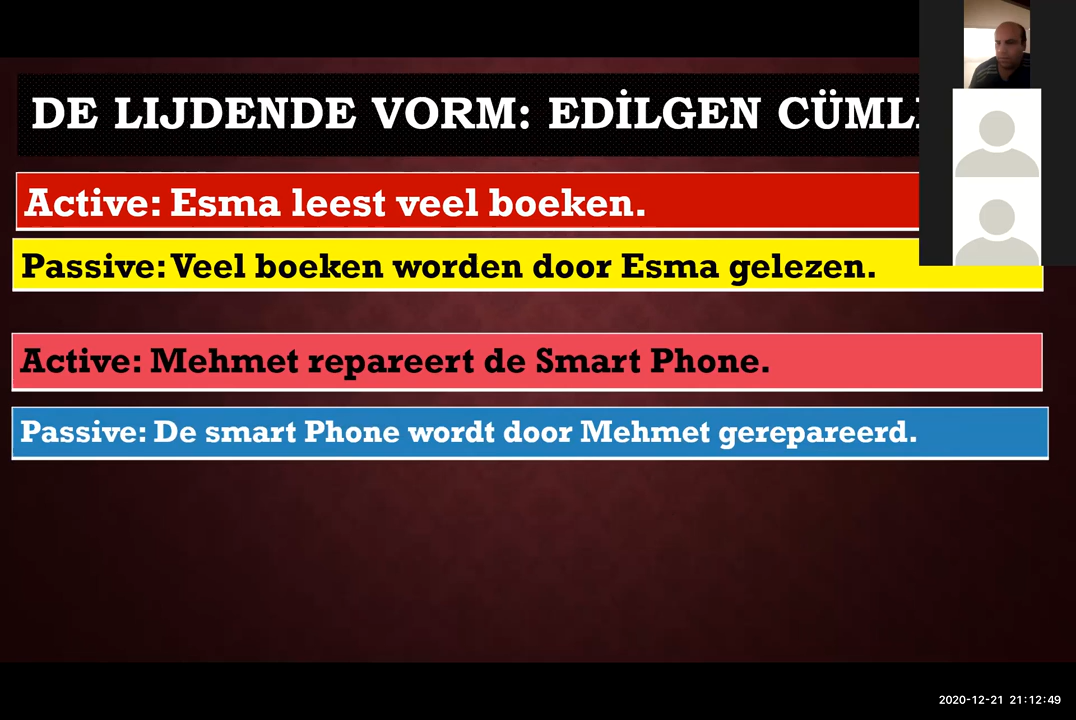 DE LIJDENDE VORM: EDİLGEN
Active: Esma leest veel boeken.
Passive: Veel boeken worden door Esma gelezen.
Active: Mehmet repareert de Smart Phone.
Passive: De smart Phone wordt door Mehmet gerepareerd.
2020-12-21 21:12:49